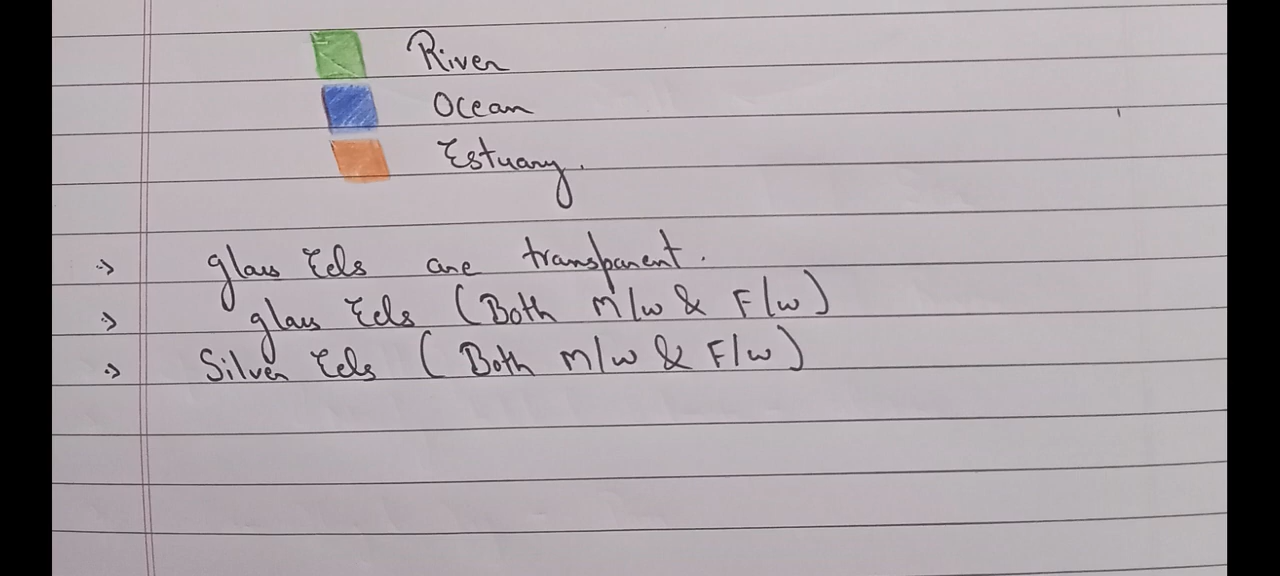 River
Ocean
Estuary.
glass Eels are transparent.
glass Eels (Both M/w & F/w)
Silver Eels (Both M/w & F/w)